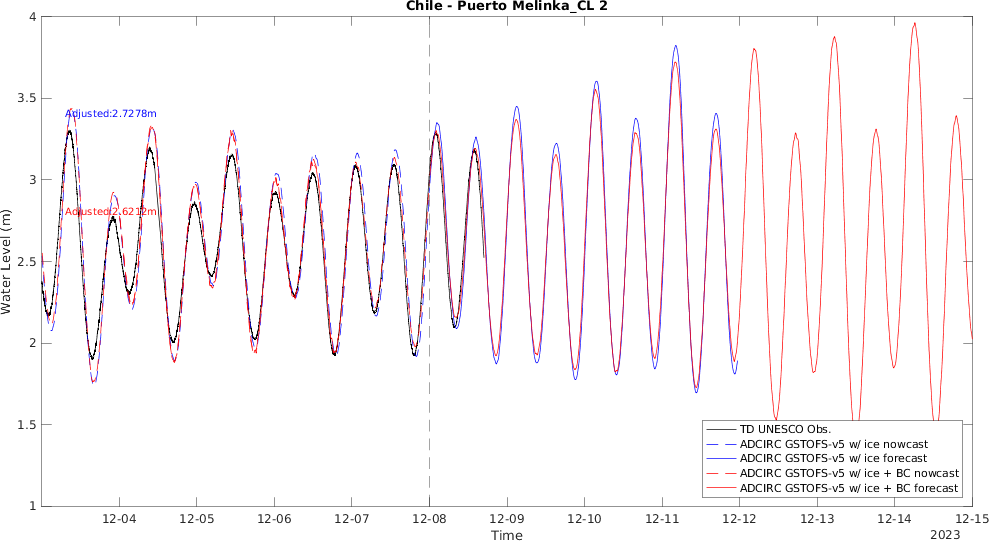 Chile - Puerto Melinka_CL 2
4
3.5
3
2.5
2
1.5
1
Water Level (m)
Adjusted:2.7278m
Adjusted:2.6212m
TD UNESCO Obs.
ADCIRC GSTOFS-v5 w/ ice nowcast
ADCIRC GSTOFS-v5 w/ ice forecast
ADCIRC GSTOFS-v5 w/ ice + BC nowcast
ADCIRC GSTOFS-v5 w/ ice + BC forecast
12-04 12-05 12-06 12-07 12-08 12-09 12-10 12-11 12-12 12-13 12-14 12-15
Time
2023